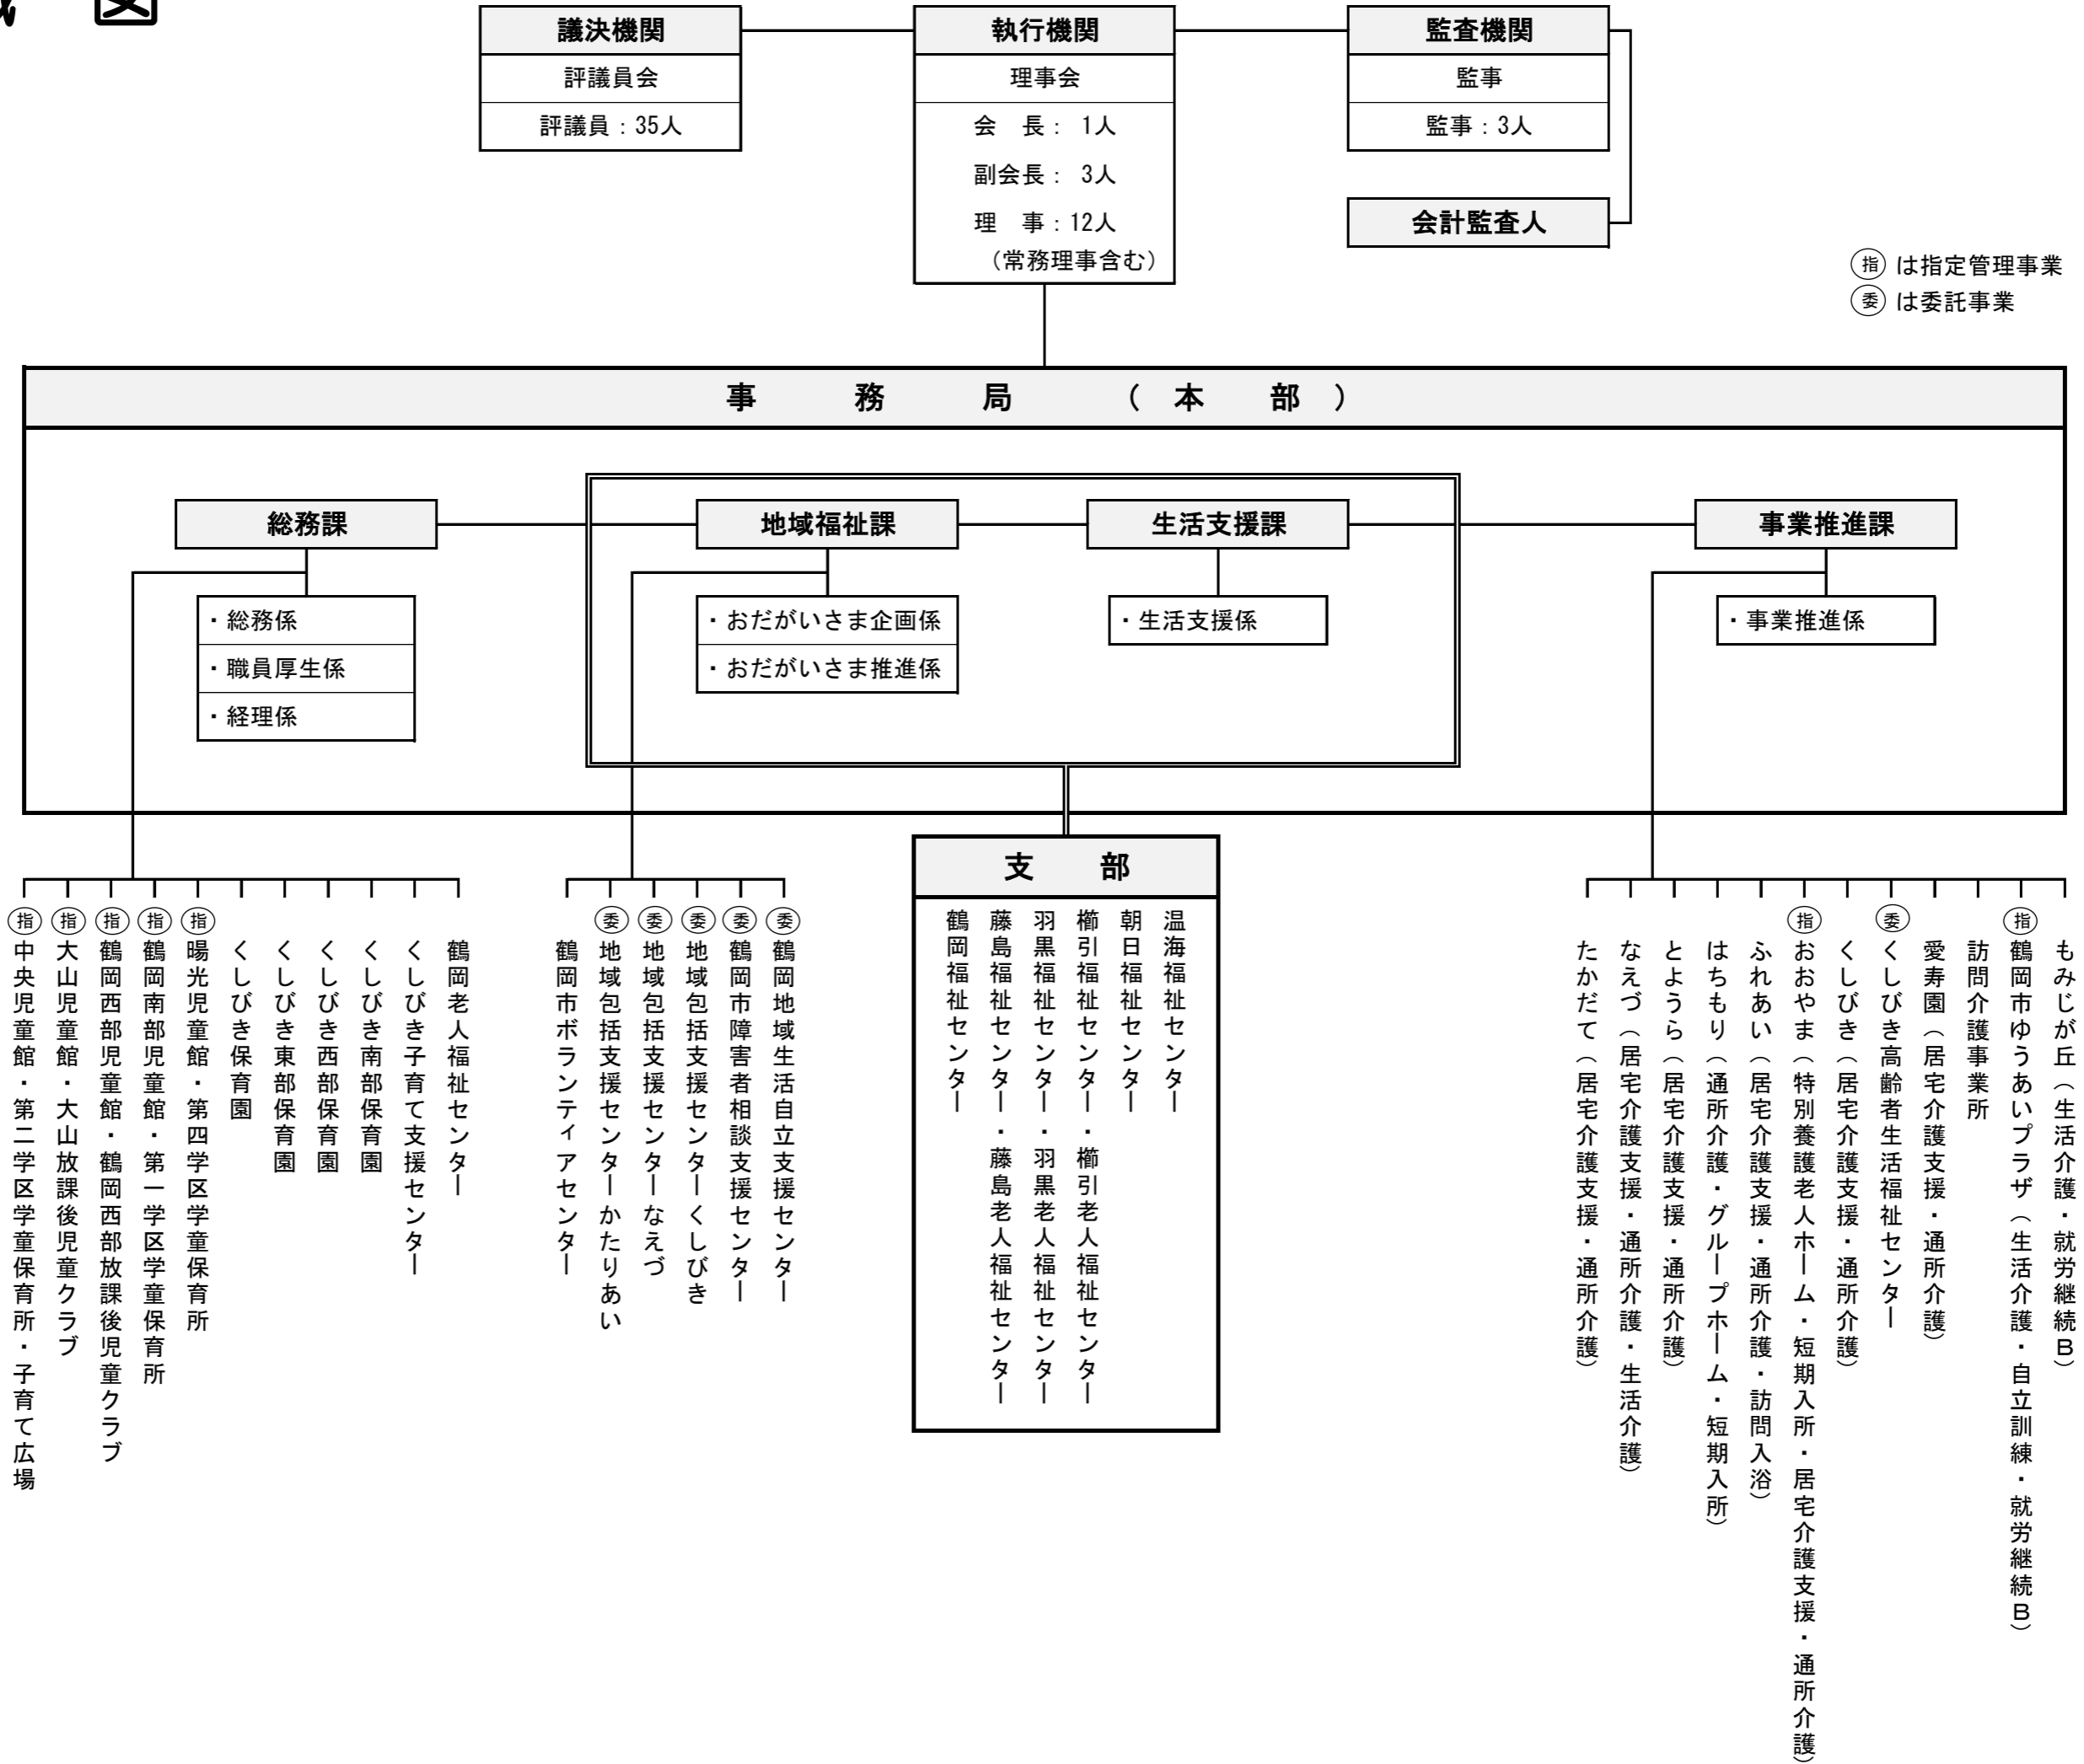 図
議決機関
評議員会
評議員：35人
執行機関
理事会
会　長： 1人
副会長： 3人
理　事：12人
（常務理事含む）
監査機関
監事
監事：3人
会計監査人
指 は指定管理事業
委 は委託事業
事　務　局　（本　部）
総務課
・総務係
・職員厚生係
・経理係
地域福祉課
・おだがいさま企画係
・おだがいさま推進係
生活支援課
・生活支援係
事業推進課
・事業推進係
指 中央児童館・第二学区学童保育所・子育て広場
指 大山児童館・大山放課後児童クラブ
指 鶴岡西部児童館・鶴岡西部放課後児童クラブ
指 鶴岡南部児童館・第一学区学童保育所
指 暘光児童館・第四学区学童保育所
くしびき保育園
くしびき東部保育園
くしびき西部保育園
くしびき南部保育園
くしびき子育て支援センター
鶴岡老人福祉センター
鶴岡市ボランティアセンター
委 地域包括支援センターかたりあい
委 地域包括支援センターなえづ
委 地域包括支援センターくしびき
委 鶴岡市障害者相談支援センター
委 鶴岡地域生活自立支援センター
支　部
鶴岡福祉センター
藤島福祉センター・藤島老人福祉センター
羽黒福祉センター・羽黒老人福祉センター
櫛引福祉センター・櫛引老人福祉センター
朝日福祉センター
温海福祉センター
たかだて（居宅介護支援・通所介護）
なえづ（居宅介護支援・通所介護・生活介護）
とようら（居宅介護支援・通所介護）
はちもり（通所介護・グループホーム・短期入所）
ふれあい（居宅介護支援・通所介護・訪問入浴）
指 おおやま（特別養護老人ホーム・短期入所・居宅介護支援・通所介護）
くしびき（居宅介護支援・通所介護）
委 くしびき高齢者生活福祉センター
愛寿園（居宅介護支援・通所介護）
訪問介護事業所
指 鶴岡市ゆうあいプラザ（生活介護・自立訓練・就労継続Ｂ）
もみじが丘（生活介護・就労継続Ｂ）